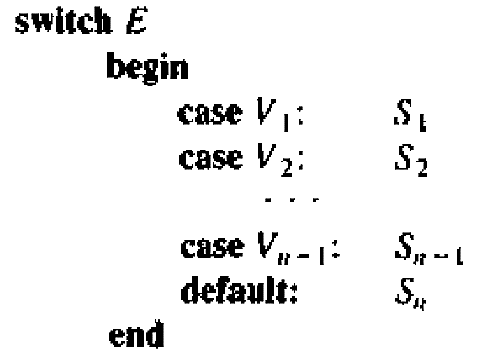 switch E
begin
case V₁: S₁
case V₂: S₂
. . .
case Vₙ₋₁: Sₙ₋₁
default: Sₙ
end